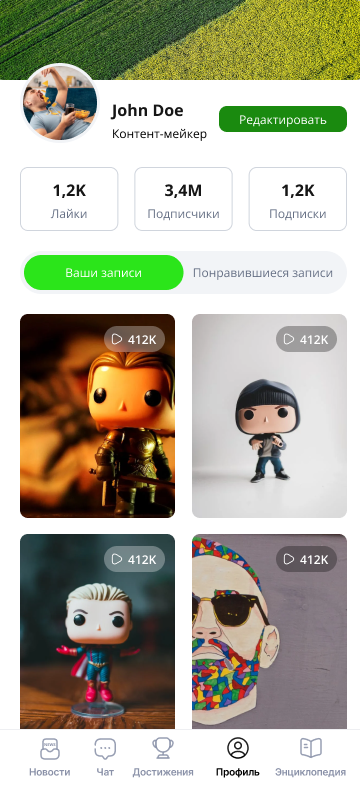 John Doe
Контент-мейкер
Редактировать
1,2K
Лайки
3,4M
Подписчики
1,2K
Подписки
Ваши записи
Понравившиеся записи
412K
412K
412K
412K
NEWS
Новости
Чат
Достижения
Профиль
Энциклопедия